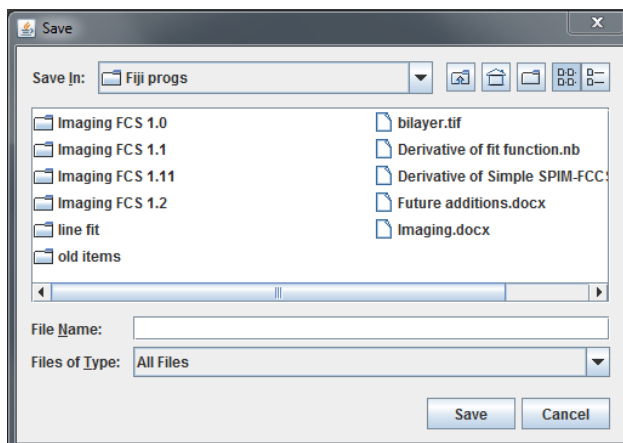 Save
Save In: Fiji progs
Imaging FCS 1.0
Imaging FCS 1.1
Imaging FCS 1.11
Imaging FCS 1.2
line fit
old items
bilayer.tif
Derivative of fit function.nb
Derivative of Simple SPIM-FCCS
Future additions.docx
Imaging.docx
File Name:
Files of Type: All Files
Save Cancel